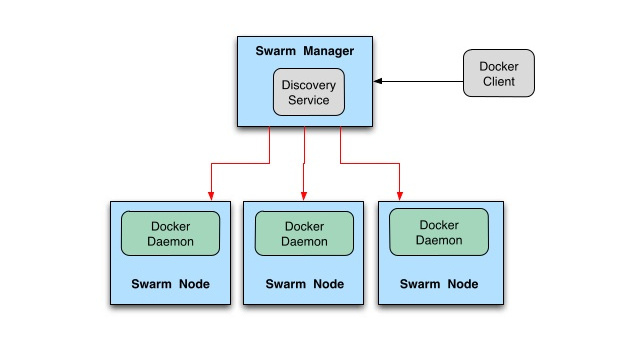 Swarm Manager
Discovery
Service
Docker
Client
Docker
Daemon
Swarm Node
Docker
Daemon
Swarm Node
Docker
Daemon
Swarm Node